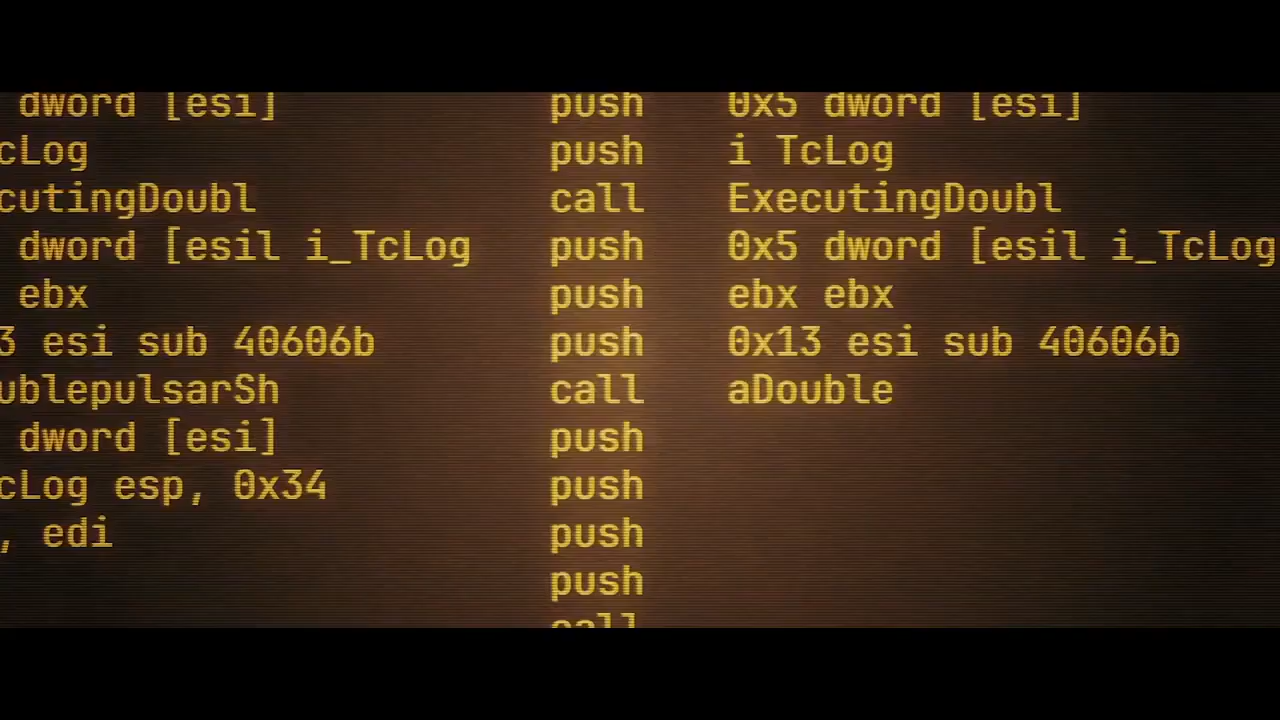 dword [esi] push 0x5 dword [esi]
cLog push i TcLog
cutingDoubl call ExecutingDoubl
dword [esil i_TcLog push 0x5 dword [esil i_TcLog
ebx push ebx ebx
3 esi sub 40606b push 0x13 esi sub 40606b
ublepulsarSh call aDouble
dword [esi] push
cLog esp, 0x34 push
, edi push
push
call